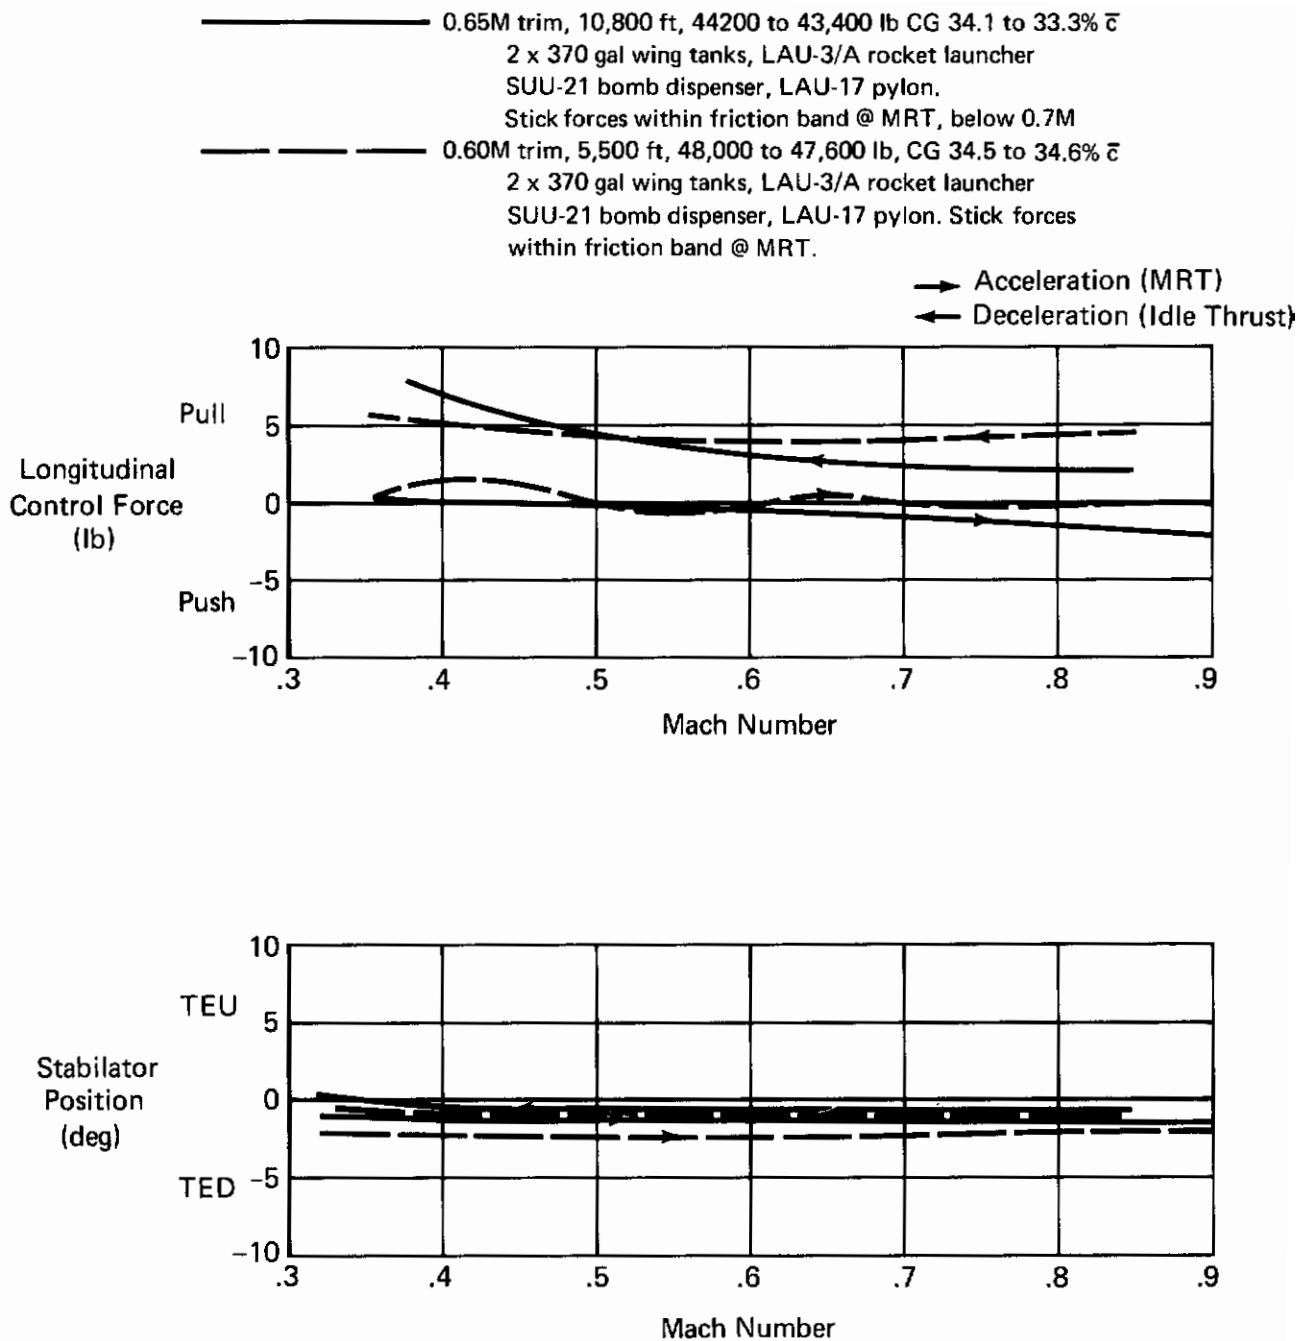 0.65M trim, 10,800 ft, 44200 to 43,400 lb CG 34.1 to 33.3% c̅
2 x 370 gal wing tanks, LAU-3/A rocket launcher
SUU-21 bomb dispenser, LAU-17 pylon.
Stick forces within friction band @ MRT, below 0.7M
0.60M trim, 5,500 ft, 48,000 to 47,600 lb, CG 34.5 to 34.6% c̅
2 x 370 gal wing tanks, LAU-3/A rocket launcher
SUU-21 bomb dispenser, LAU-17 pylon. Stick forces
within friction band @ MRT.
Acceleration (MRT)
Deceleration (Idle Thrust)
10
Pull
5
Longitudinal
Control Force
(lb)
0
−5
Push
−10
.3 .4 .5 .6 .7 .8 .9
Mach Number
10
TEU
5
Stabilator
Position
(deg)
0
TED
−5
−10
.3 .4 .5 .6 .7 .8 .9
Mach Number